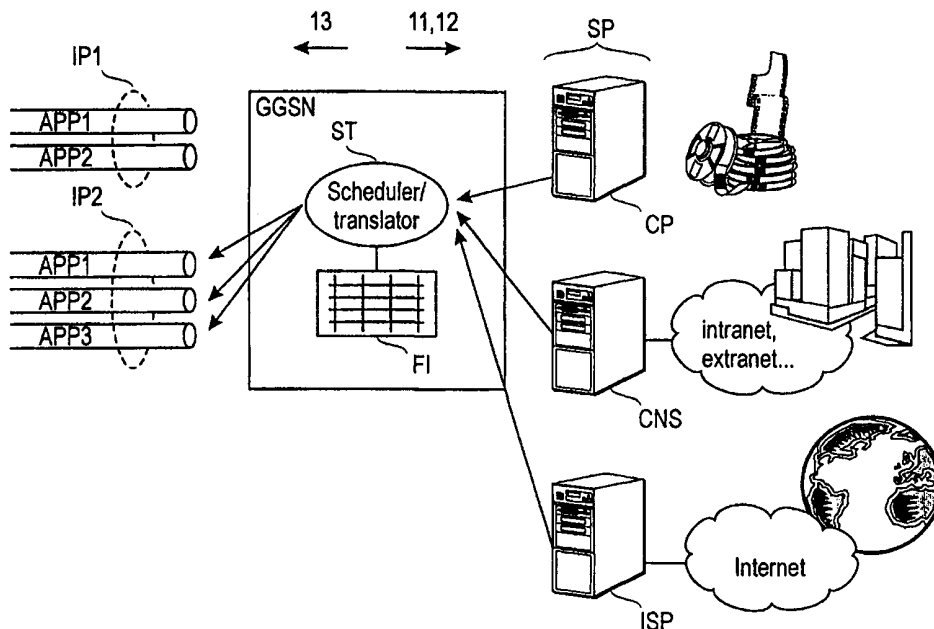 13
11,12
SP
IP1
APP1
APP2
GGSN
ST
Scheduler/
translator
CP
IP2
APP1
APP2
APP3
FI
intranet,
extranet...
CNS
Internet
ISP